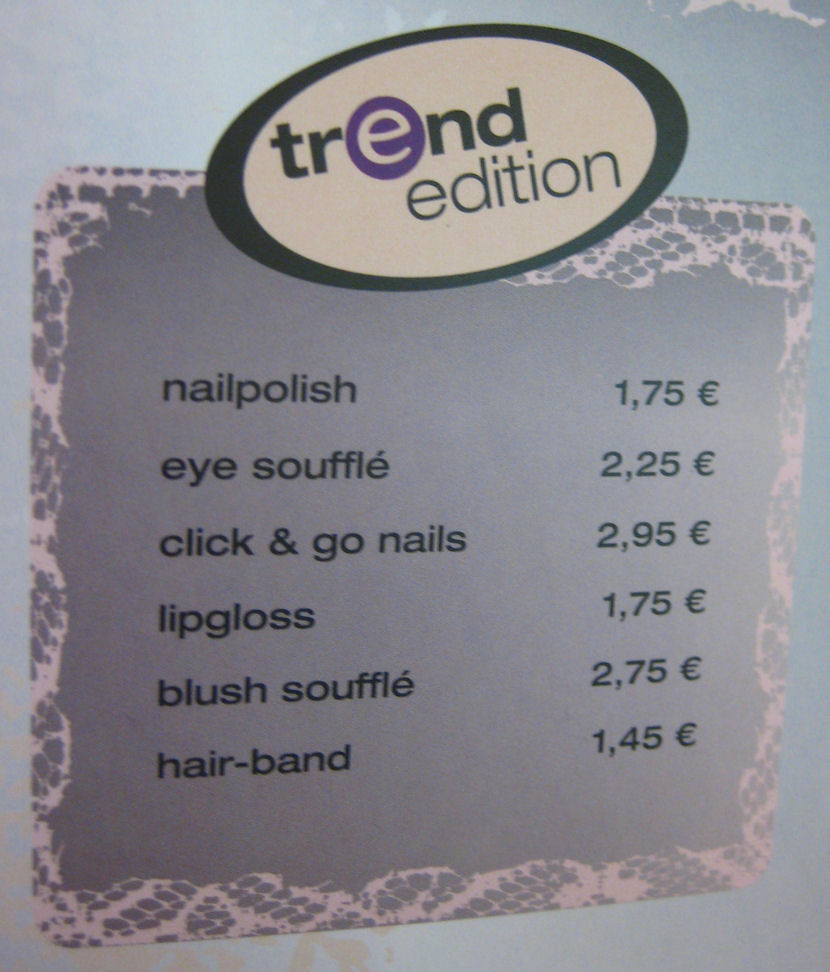 trend
edition
nailpolish 1,75 €
eye soufflé 2,25 €
click & go nails 2,95 €
lipgloss 1,75 €
blush soufflé 2,75 €
hair-band 1,45 €